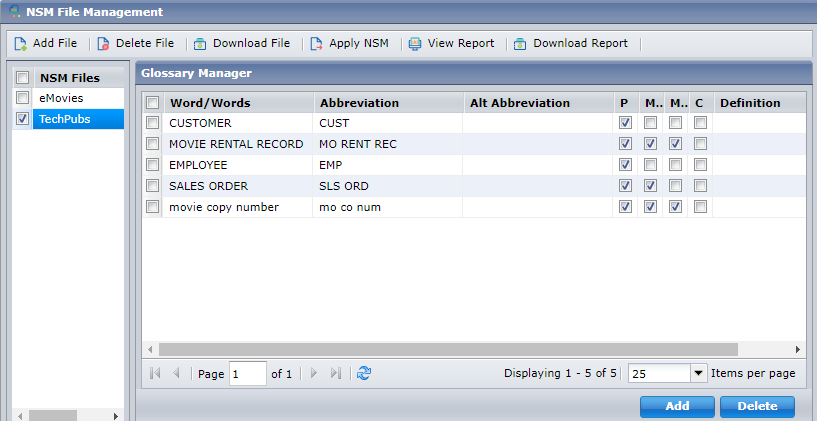 NSM File Management
Add File Delete File Download File Apply NSM View Report Download Report
NSM Files
eMovies
TechPubs
Glossary Manager
Word/Words Abbreviation Alt Abbreviation P M.. M.. C Definition
CUSTOMER CUST
MOVIE RENTAL RECORD MO RENT REC
EMPLOYEE EMP
SALES ORDER SLS ORD
movie copy number mo co num
Page 1 of 1 Displaying 1 - 5 of 5 25 Items per page
Add Delete